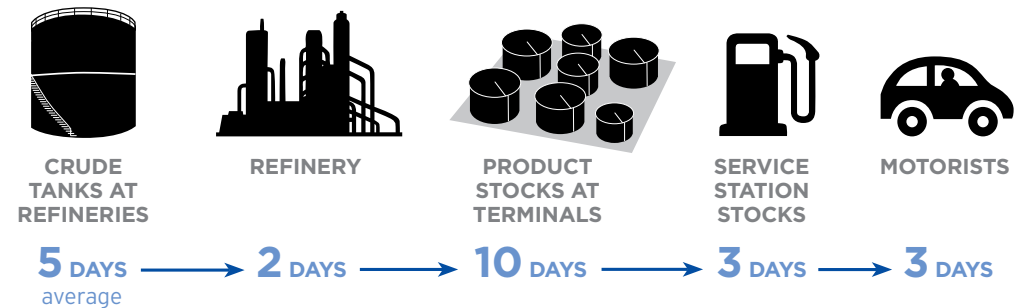 CRUDE
TANKS AT
REFINERIES
REFINERY
PRODUCT
STOCKS AT
TERMINALS
SERVICE
STATION
STOCKS
MOTORISTS
5 DAYS
average
2 DAYS
10 DAYS
3 DAYS
3 DAYS